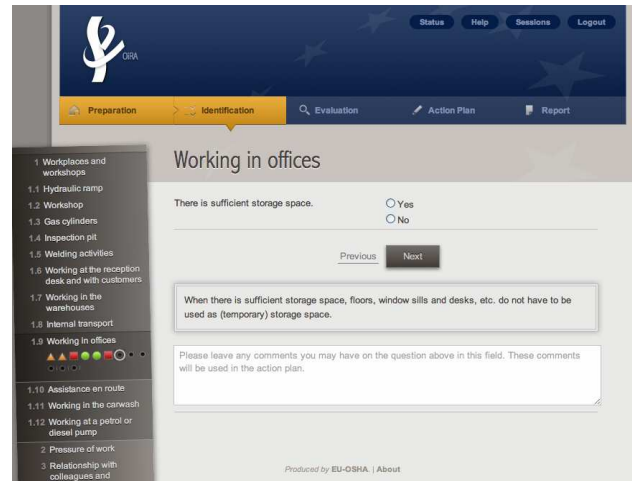 Status Help Sessions Logout
OiRA
Preparation Identification Evaluation Action Plan Report
Working in offices
1 Workplaces and
workshops
1.1 Hydraulic ramp
1.2 Workshop
1.3 Gas cylinders
1.4 Inspection pit
1.5 Welding activities
1.6 Working at the reception
desk and with customers
1.7 Working in the
warehouses
1.8 Internal transport
1.9 Working in offices
1.10 Assistance en route
1.11 Working in the carwash
1.12 Working at a petrol or
diesel pump
2 Pressure of work
3 Relationship with
colleagues and
There is sufficient storage space.
Yes
No
Previous Next
When there is sufficient storage space, floors, window sills and desks, etc. do not have to be
used as (temporary) storage space.
Please leave any comments you may have on the question above in this field. These comments
will be used in the action plan.
Produced by EU-OSHA. | About